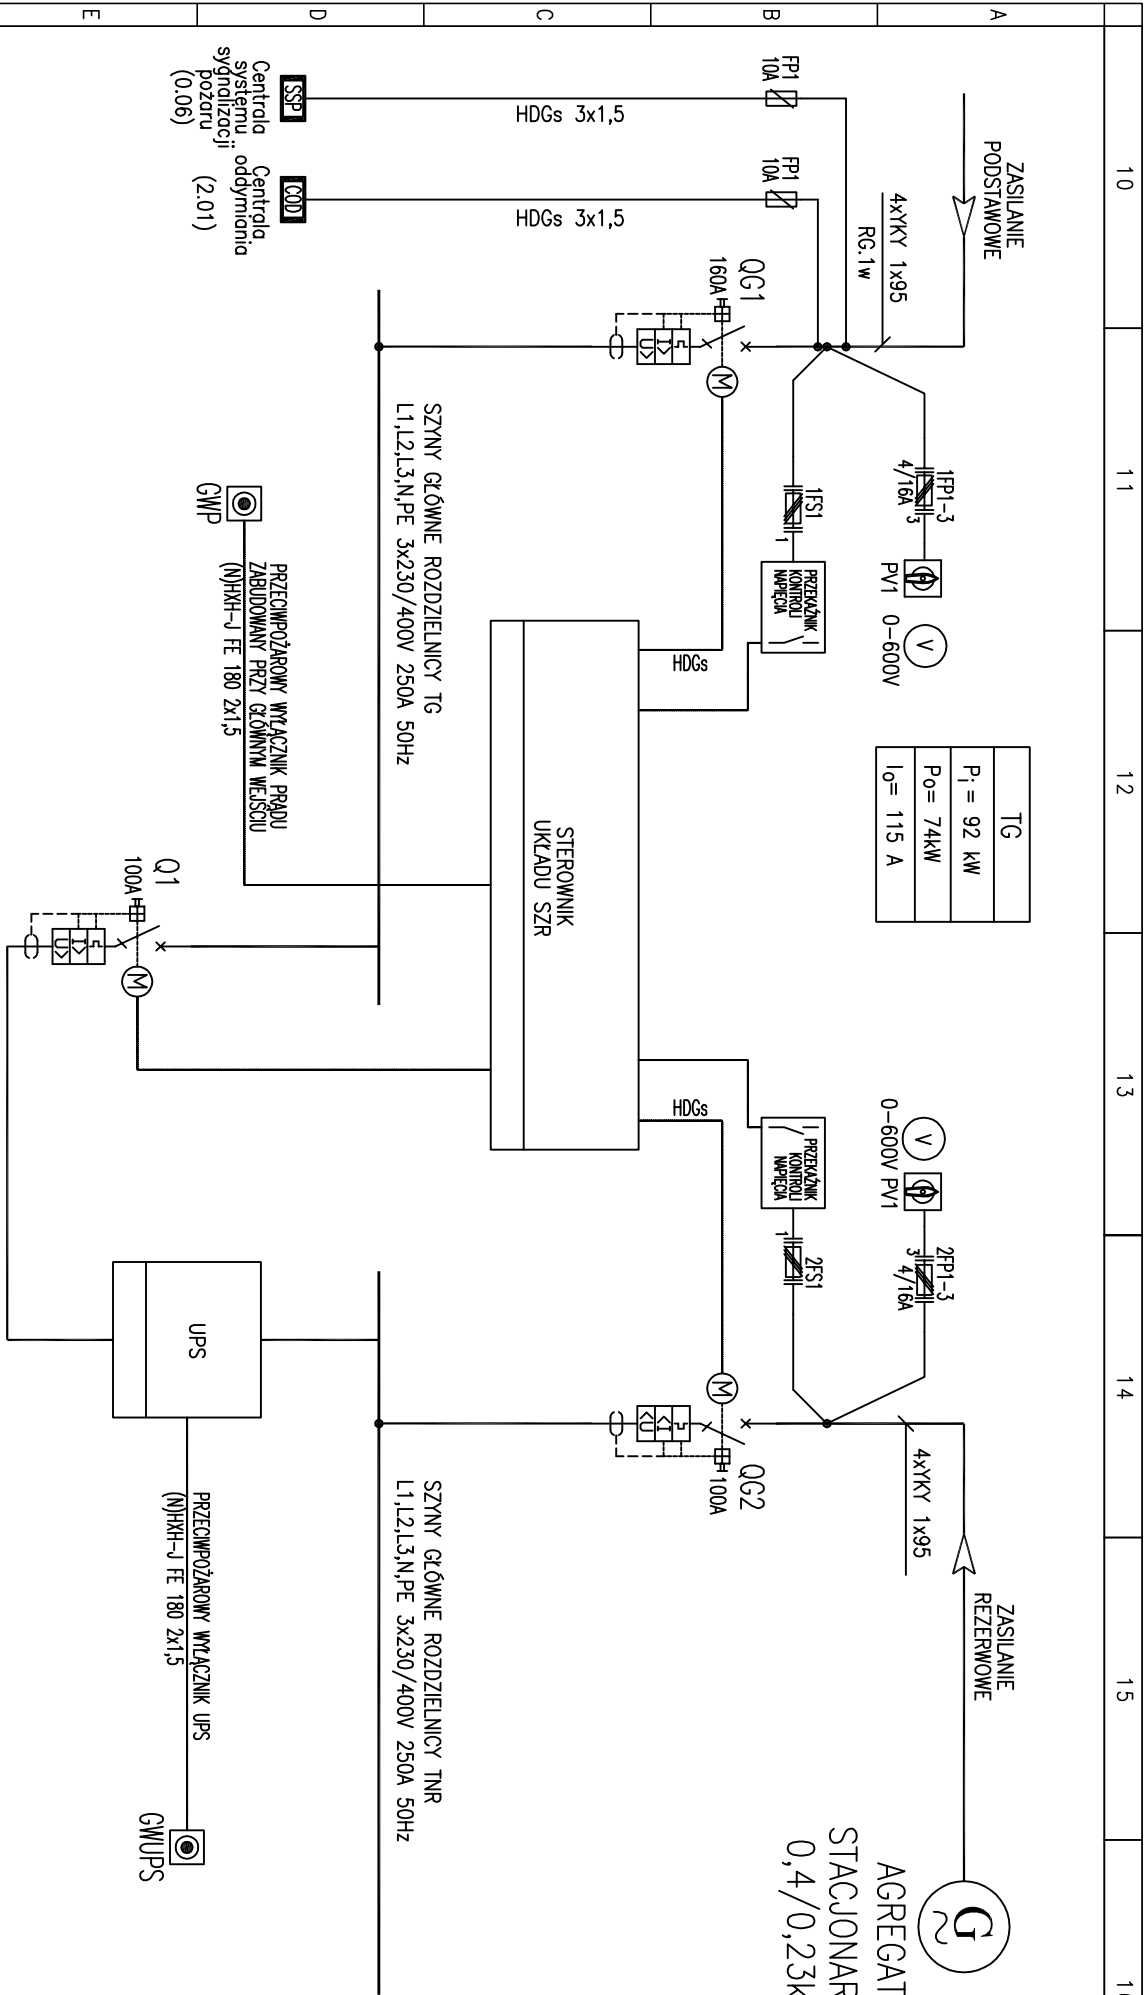 10
11
12
13
14
15
A
B
C
D
E
ZASILANIE
PODSTAWOWE
4xYKY 1x95
RG.1w
FP1
10A
HDGs 3x1,5
SSP
Centrala
systemu
sygnalizacji
pożaru
(0.06)
FP1
10A
HDGs 3x1,5
COD
Centrala
oddymiania
(2.01)
QG1
160A
I>
U>
M
1FP1-3
4/16A
3
PV1
V
0-600V
1FS1
1
PRZEKAŹNIK
KONTROLI
NAPIĘCIA
HDGs
TG
Pi = 92 kW
Po= 74kW
Io= 115 A
SZYNY GŁÓWNE ROZDZIELNICY TG
L1,L2,L3,N,PE 3x230/400V 250A 50Hz
GWP
PRZECIWPOŻAROWY WYŁĄCZNIK PRĄDU
ZABUDOWANY PRZY GŁÓWNYM WEJŚCIU
(N)HXH-J FE 180 2x1,5
STEROWNIK
UKŁADU SZR
Q1
100A
I>
U>
M
V
0-600V
PV1
2FP1-3
4/16A
3
PRZEKAŹNIK
KONTROLI
NAPIĘCIA
1
2FS1
HDGs
M
QG2
100A
I>
U>
4xYKY 1x95
ZASILANIE
REZERWOWE
G
AGREGAT
STACJONAR
0,4/0,23k
UPS
SZYNY GŁÓWNE ROZDZIELNICY TNR
L1,L2,L3,N,PE 3x230/400V 250A 50Hz
PRZECIWPOŻAROWY WYŁĄCZNIK UPS
(N)HXH-J FE 180 2x1,5
GWUPS